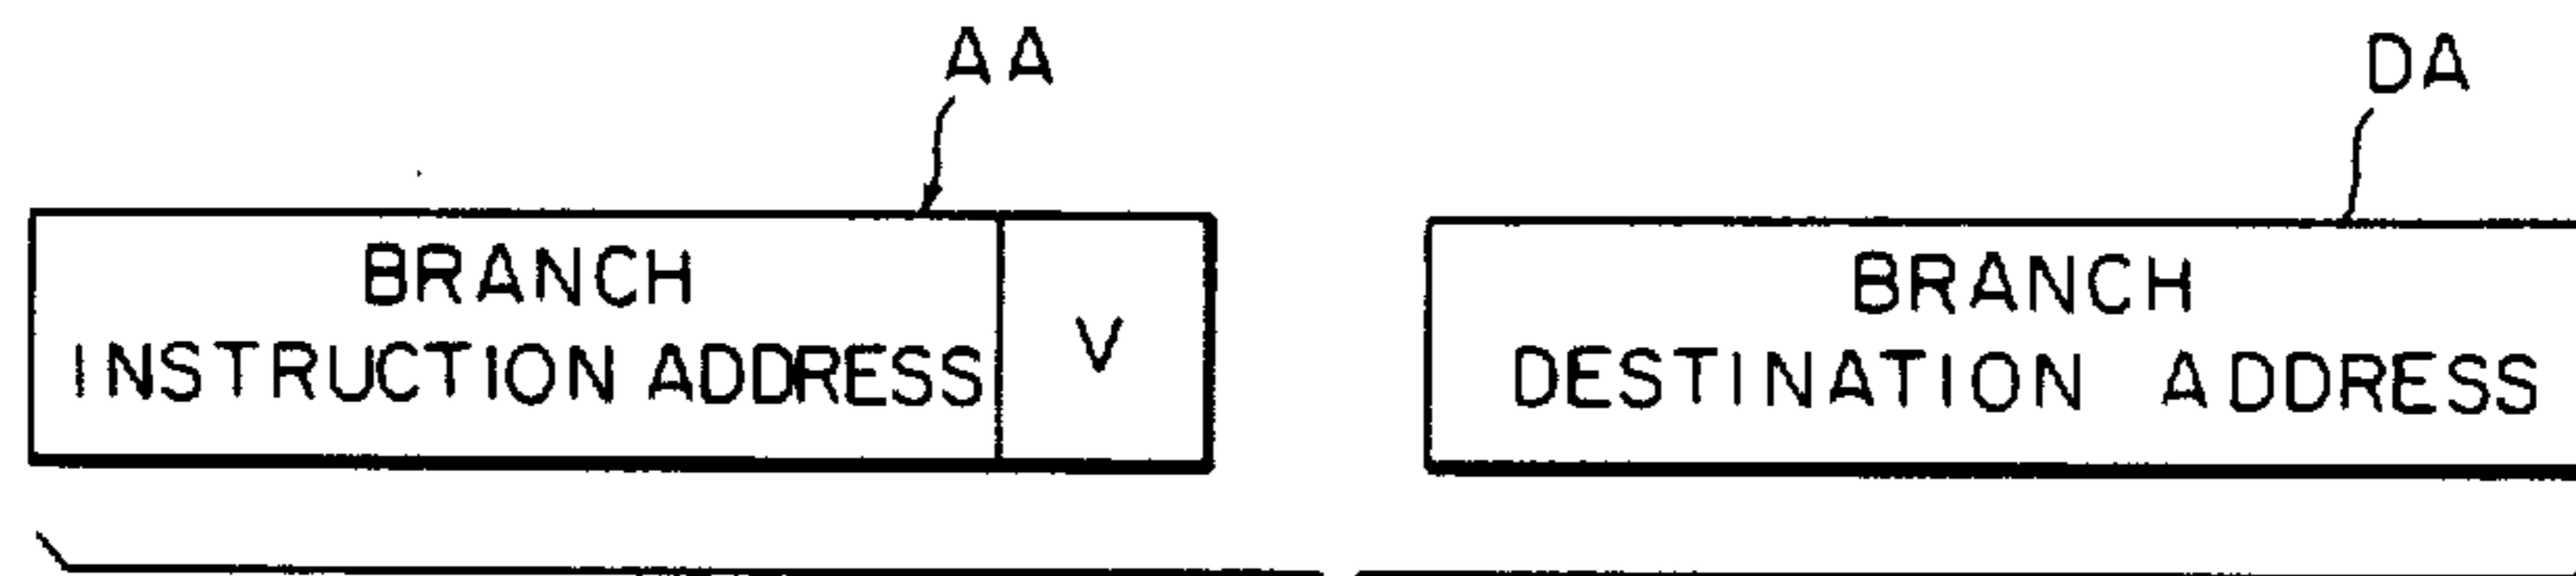 AA
DA
BRANCH
INSTRUCTION ADDRESS
V
BRANCH
DESTINATION ADDRESS